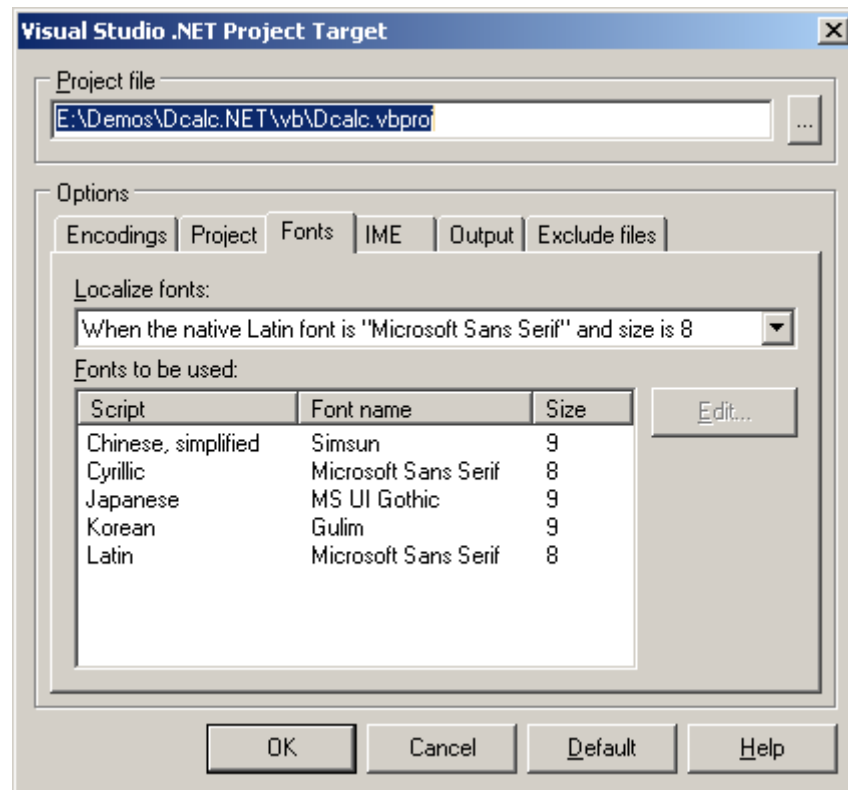 Visual Studio .NET Project Target
Project file
E:\Demos\Dcalc.NET\vb\Dcalc.vbproj
...
Options
Encodings Project Fonts IME Output Exclude files
Localize fonts:
When the native Latin font is "Microsoft Sans Serif" and size is 8
Fonts to be used:
Script Font name Size Edit...
Chinese, simplified Simsun 9
Cyrillic Microsoft Sans Serif 8
Japanese MS UI Gothic 9
Korean Gulim 9
Latin Microsoft Sans Serif 8
OK Cancel Default Help